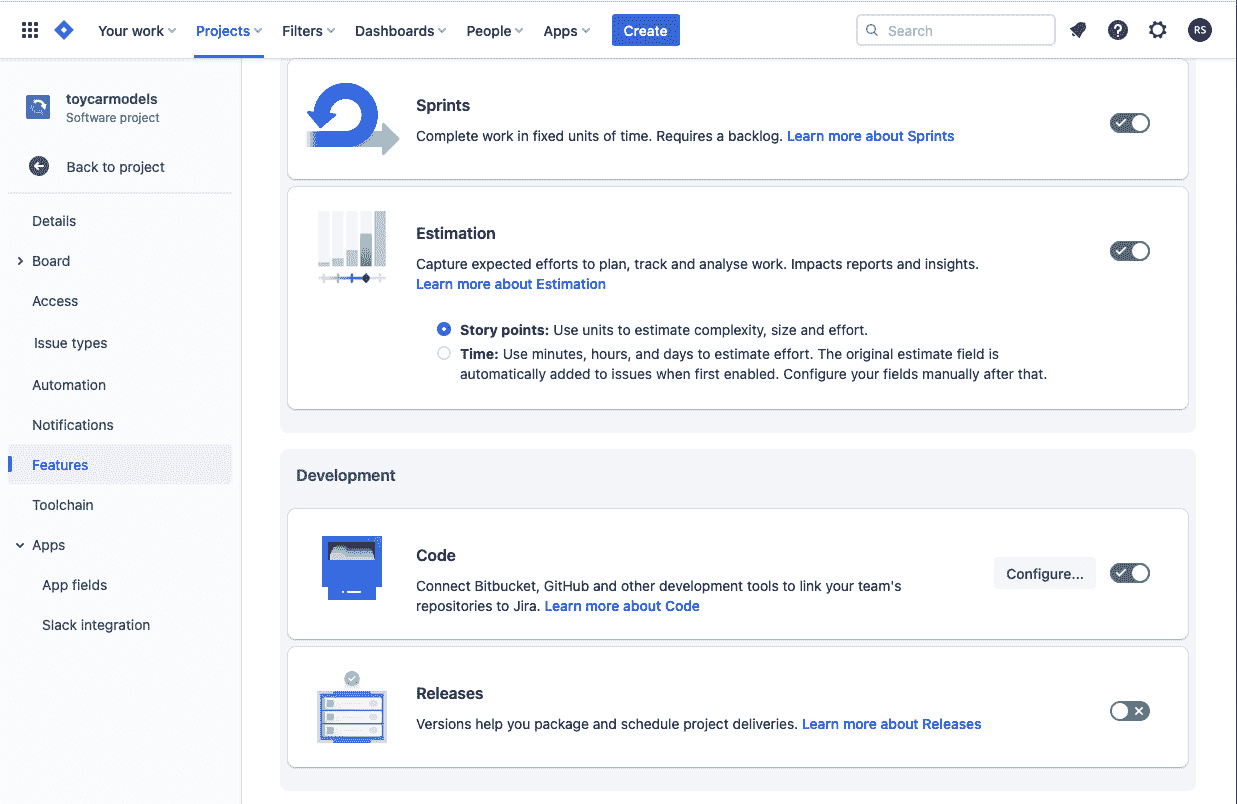 Your work Projects Filters Dashboards People Apps Create Search RS
toycarmodels
Software project
Back to project
Details
Board
Access
Issue types
Automation
Notifications
Features
Toolchain
Apps
App fields
Slack integration
Sprints
Complete work in fixed units of time. Requires a backlog. Learn more about Sprints
Estimation
Capture expected efforts to plan, track and analyse work. Impacts reports and insights.
Learn more about Estimation
Story points: Use units to estimate complexity, size and effort.
Time: Use minutes, hours, and days to estimate effort. The original estimate field is
automatically added to issues when first enabled. Configure your fields manually after that.
Development
Code
Connect Bitbucket, GitHub and other development tools to link your team's
repositories to Jira. Learn more about Code
Configure...
Releases
Versions help you package and schedule project deliveries. Learn more about Releases